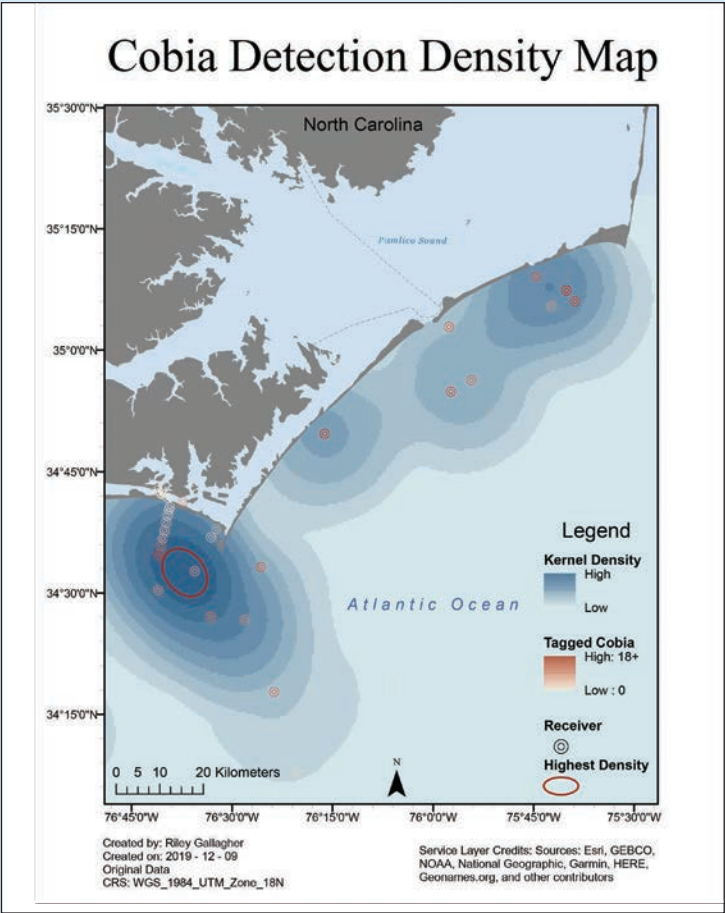 Cobia Detection Density Map
35°30'0"N
North Carolina
35°15'0"N
Pamlico Sound
35°0'0"N
34°45'0"N
34°30'0"N
34°15'0"N
Atlantic Ocean
Legend
Kernel Density
High
Low
Tagged Cobia
High: 18+
Low : 0
Receiver
Highest Density
N
0 5 10 20 Kilometers
76°45'0"W 76°30'0"W 76°15'0"W 76°0'0"W 75°45'0"W 75°30'0"W
Created by: Riley Gallagher
Created on: 2019 - 12 - 09
Original Data
CRS: WGS_1984_UTM_Zone_18N
Service Layer Credits: Sources: Esri, GEBCO,
NOAA, National Geographic, Garmin, HERE,
Geonames.org, and other contributors